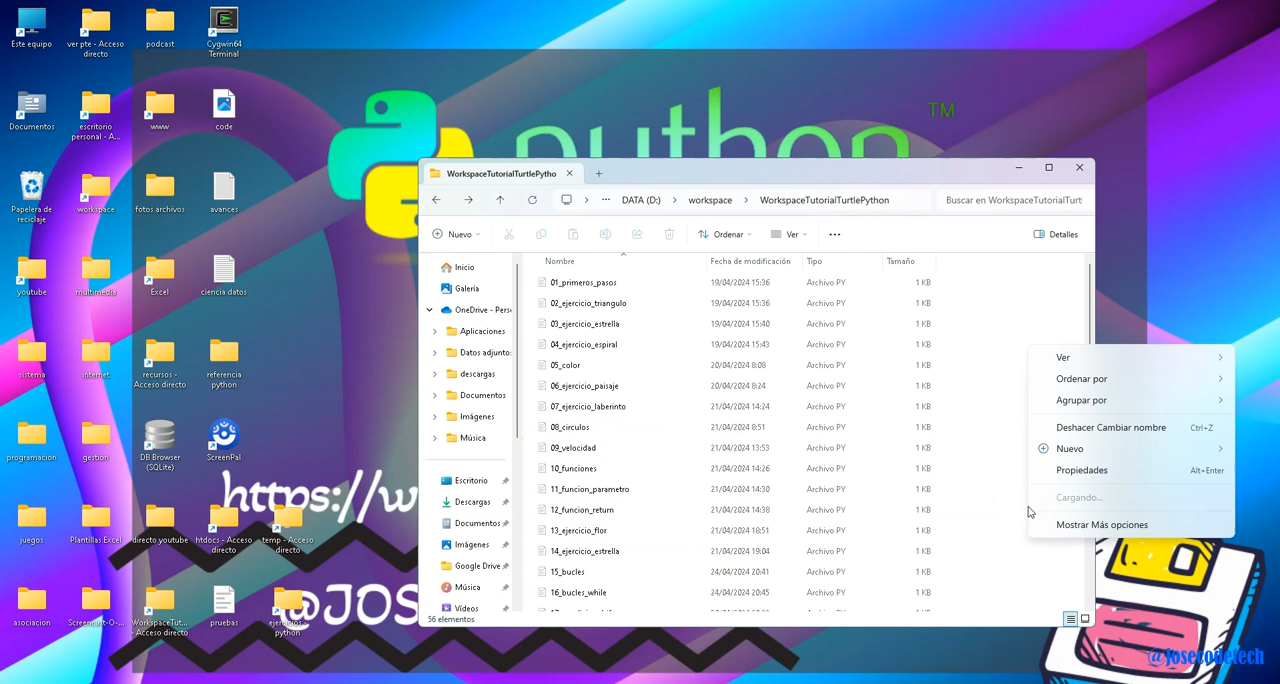 Este equipo
ver pte - Acceso directo
podcast
Cygwin64 Terminal
Documentos
escritorio personal - A...
www
code
Papelera de reciclaje
workspace
fotos archivos
avances
youtube
multimedia
Excel
ciencia datos
sistema
internet
recursos - Acceso directo
referencia python
programacion
gestion
DB Browser (SQLite)
ScreenPal
juegos
Plantillas Excel
directo youtube
htdocs - Acceso directo
temp - Acceso directo
asociacion
Screencast-O-...
WorkspaceTut... - Acceso directo
pruebas
ejercicios python
python
TM
https://w
@JOS
@josecodetech
WorkspaceTutorialTurtlePytho
DATA (D:)
workspace
WorkspaceTutorialTurtlePython
Buscar en WorkspaceTutorialTurtl
Nuevo
Ordenar
Ver
Detalles
Inicio
Galería
OneDrive - Pers
Aplicaciones
Datos adjunto:
descargas
Documentos
Imágenes
Música
Escritorio
Descargas
Documentos
Imágenes
Google Drive
Música
Vídeos
Nombre Fecha de modificación Tipo Tamaño
01_primeros_pasos 19/04/2024 15:36 Archivo PY 1 KB
02_ejercicio_triangulo 19/04/2024 15:36 Archivo PY 1 KB
03_ejercicio_estrella 19/04/2024 15:40 Archivo PY 1 KB
04_ejercicio_espiral 19/04/2024 15:43 Archivo PY 1 KB
05_color 20/04/2024 8:08 Archivo PY 1 KB
06_ejercicio_paisaje 20/04/2024 8:24 Archivo PY 1 KB
07_ejercicio_laberinto 21/04/2024 14:24 Archivo PY 1 KB
08_circulos 21/04/2024 8:51 Archivo PY 1 KB
09_velocidad 21/04/2024 13:53 Archivo PY 1 KB
10_funciones 21/04/2024 14:26 Archivo PY 1 KB
11_funcion_parametro 21/04/2024 14:30 Archivo PY 1 KB
12_funcion_return 21/04/2024 14:38 Archivo PY 1 KB
13_ejercicio_flor 21/04/2024 18:51 Archivo PY 1 KB
14_ejercicio_estrella 21/04/2024 19:04 Archivo PY 1 KB
15_bucles 24/04/2024 20:41 Archivo PY 1 KB
16_bucles_while 24/04/2024 20:45 Archivo PY 1 KB
56 elementos
Ver
Ordenar por
Agrupar por
Deshacer Cambiar nombre Ctrl+Z
Nuevo
Propiedades Alt+Enter
Cargando...
Mostrar Más opciones